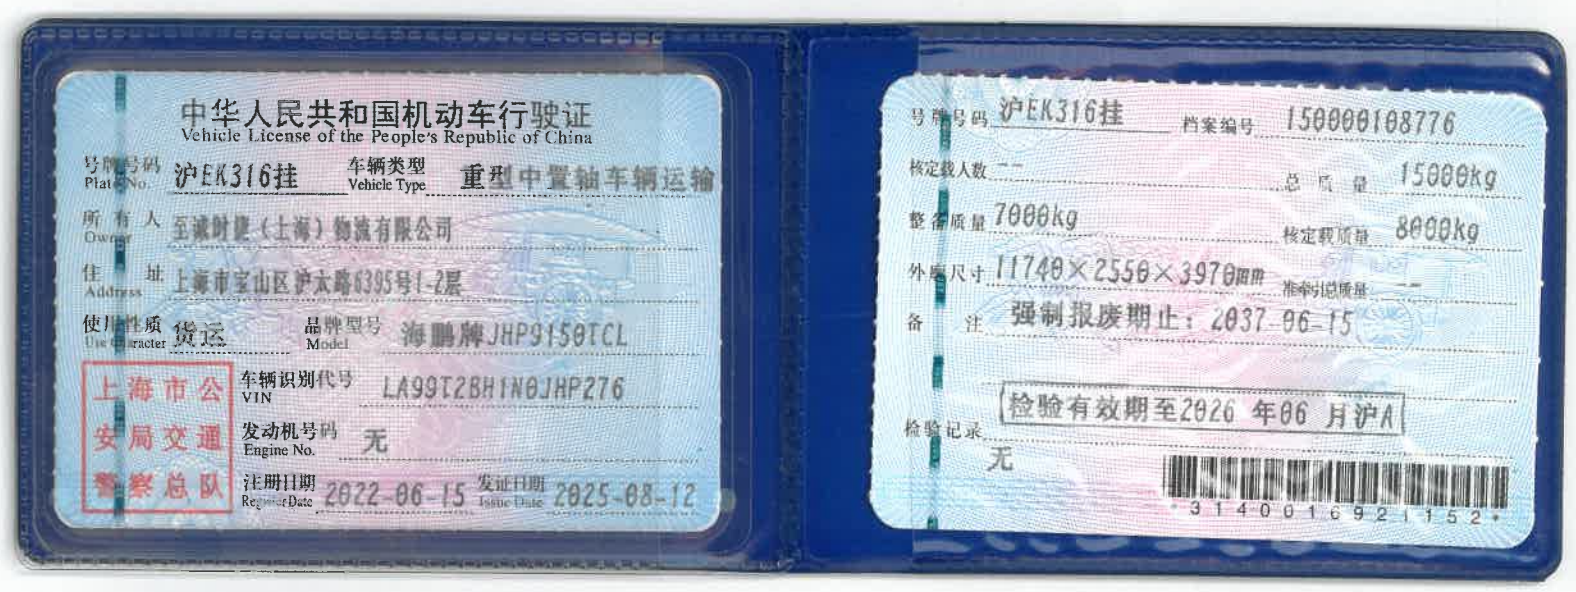 中华人民共和国机动车行驶证
Vehicle License of the People's Republic of China
号牌号码 沪EK316挂 车辆类型 重型中置轴车辆运输
Plate No. Vehicle Type
所有人 至诚时捷（上海）物流有限公司
Owner
住址 上海市宝山区沪太路6395号1-2层
Address
使用性质 货运 品牌型号 海鹏牌JHP9150TCL
Use Character Model
上海市公
安局交通
警察总队
车辆识别代号 LA99T2BH1N0JHP276
VIN
发动机号码 无
Engine No.
注册日期 2022-06-15 发证日期 2025-08-12
Register Date Issue Date
号牌号码 沪EK316挂 档案编号 150000108776
核定载人数 -- 总质量 15000kg
整备质量 7000kg 核定载质量 8000kg
外廓尺寸 11740×2550×3970mm 准牵引总质量 --
备注 强制报废期止：2037-06-15
检验有效期至2026 年06 月沪A
检验记录
无
*3140016921152*